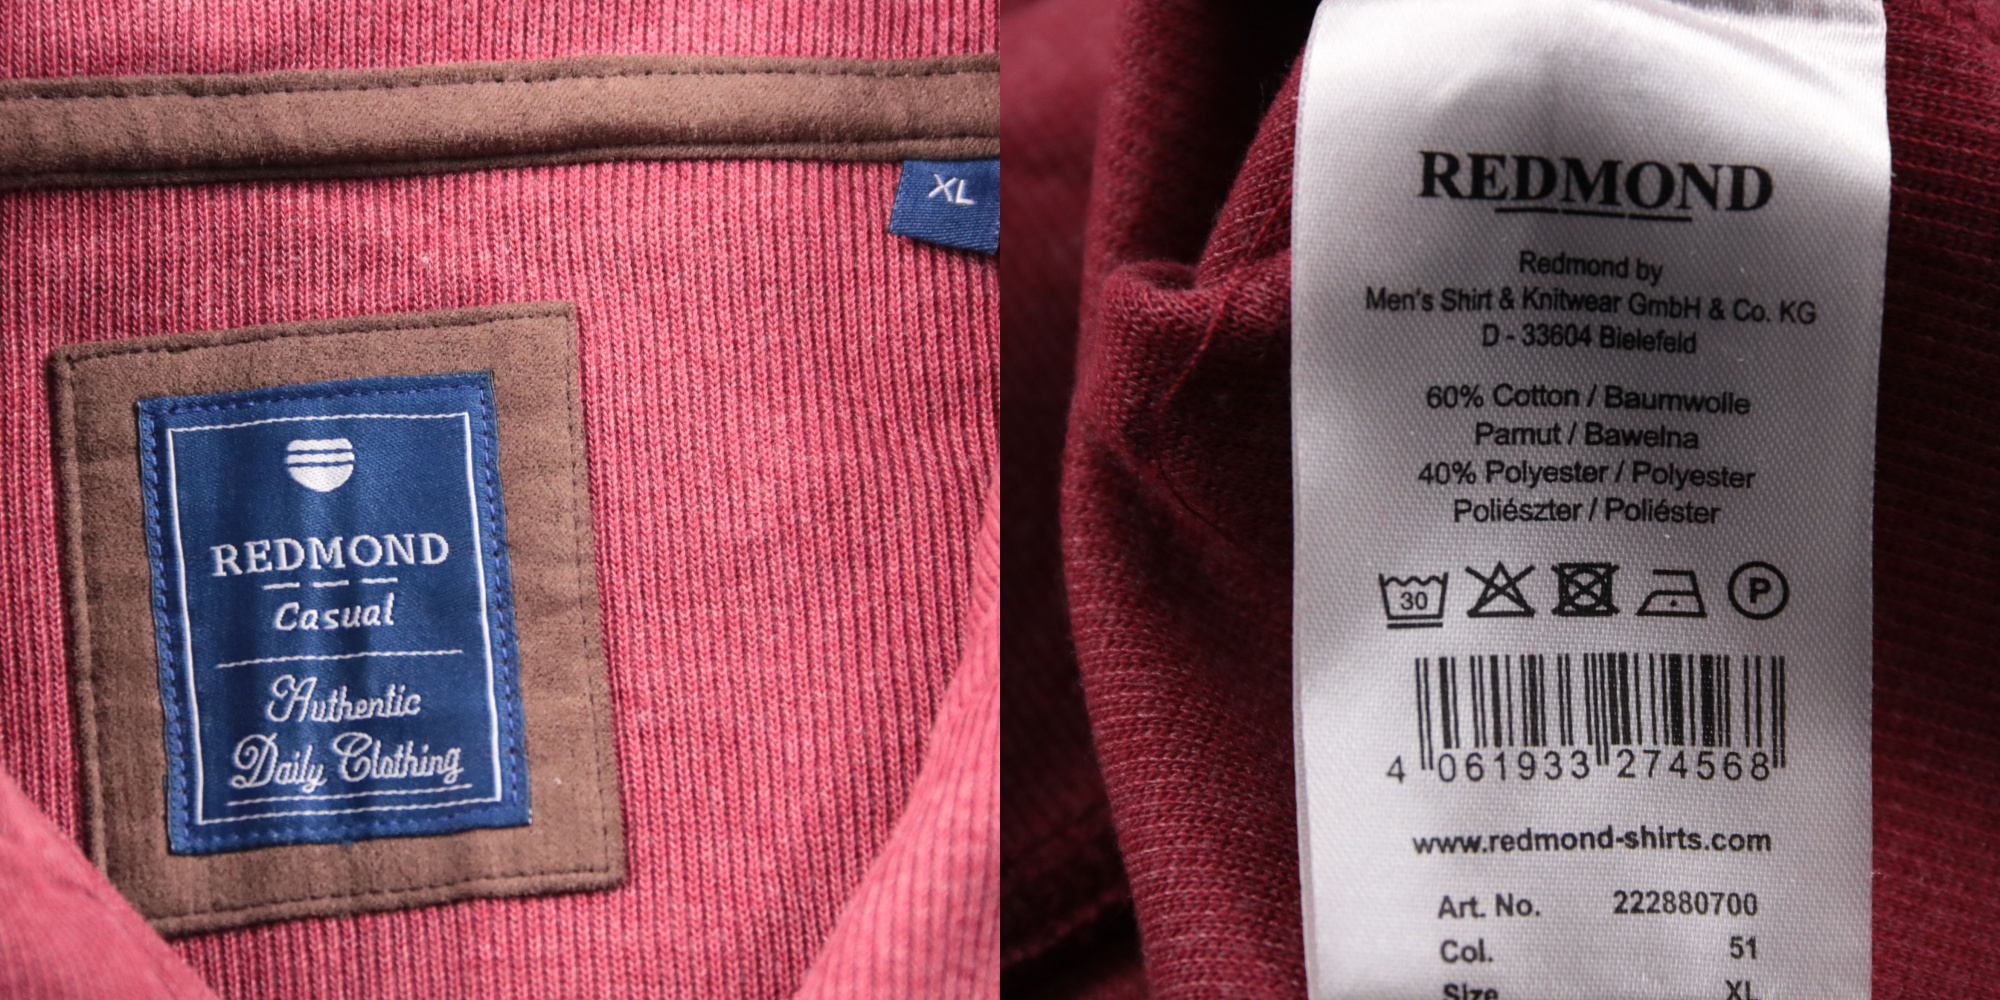 XL
REDMOND
Casual
Authentic
Daily Clothing
REDMOND
Redmond by
Men's Shirt & Knitwear GmbH & Co. KG
D - 33604 Bielefeld
60% Cotton / Baumwolle
Pamut / Bawelna
40% Polyester / Polyester
Poliészter / Poliéster
30 P
4 061933 274568
www.redmond-shirts.com
Art. No. 222880700
Col. 51
Size XL